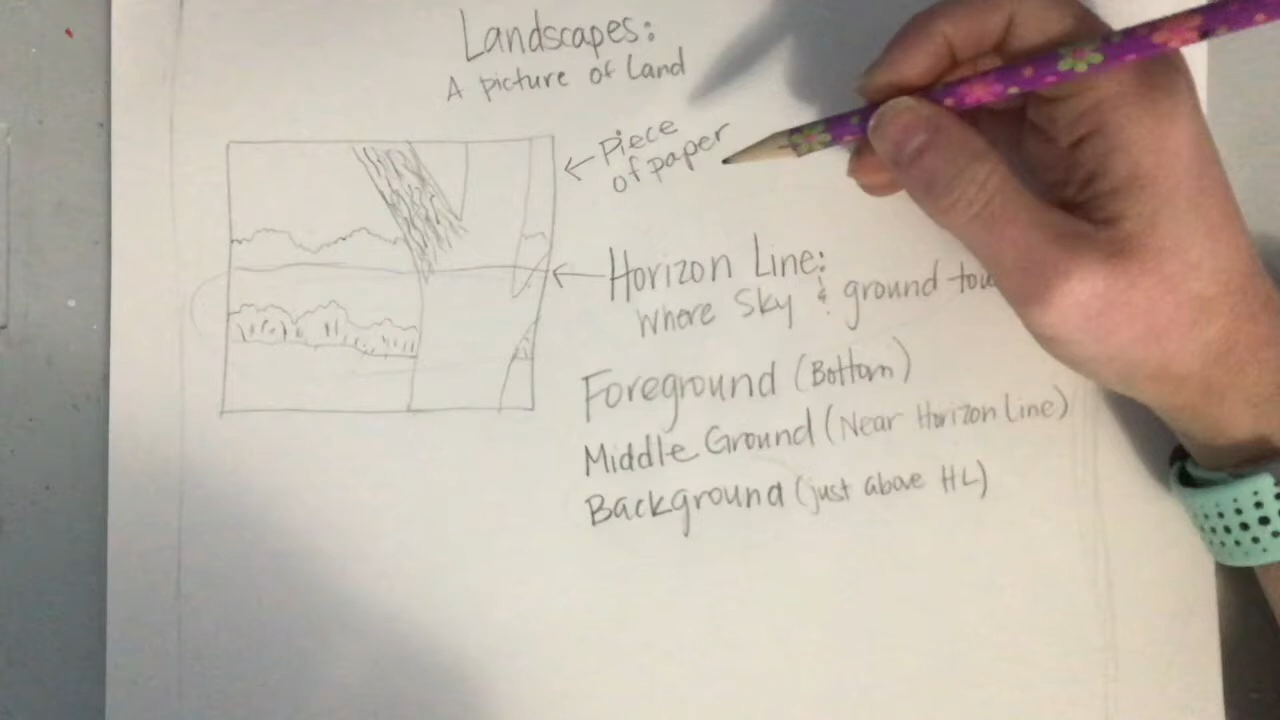 Landscapes:
A picture of Land
Piece
of paper
Horizon Line:
Where Sky & ground
Foreground (Bottom)
Middle Ground (Near Horizon Line)
Background (just above HL)